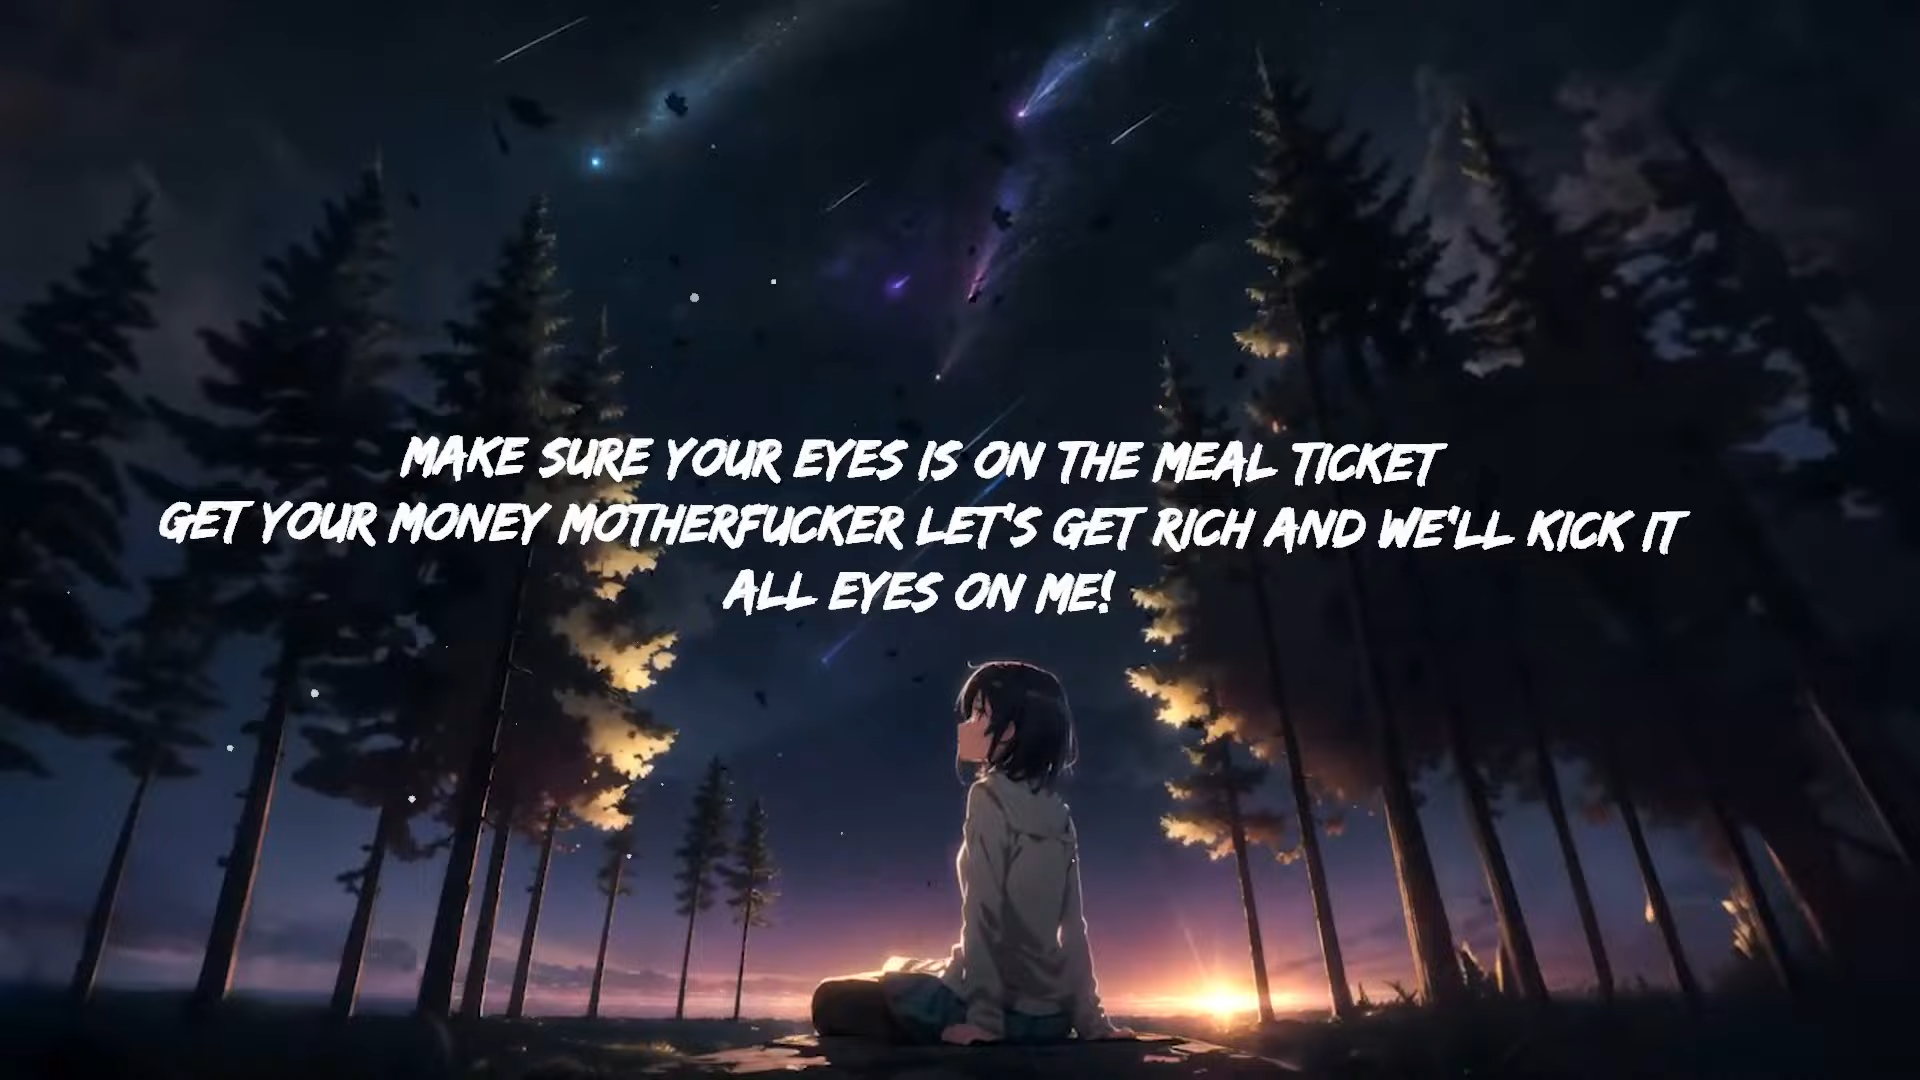 MAKE SURE YOUR EYES IS ON THE MEAL TICKET
GET YOUR MONEY MOTHERFUCKER LET'S GET RICH AND WE'LL KICK IT
ALL EYES ON ME!